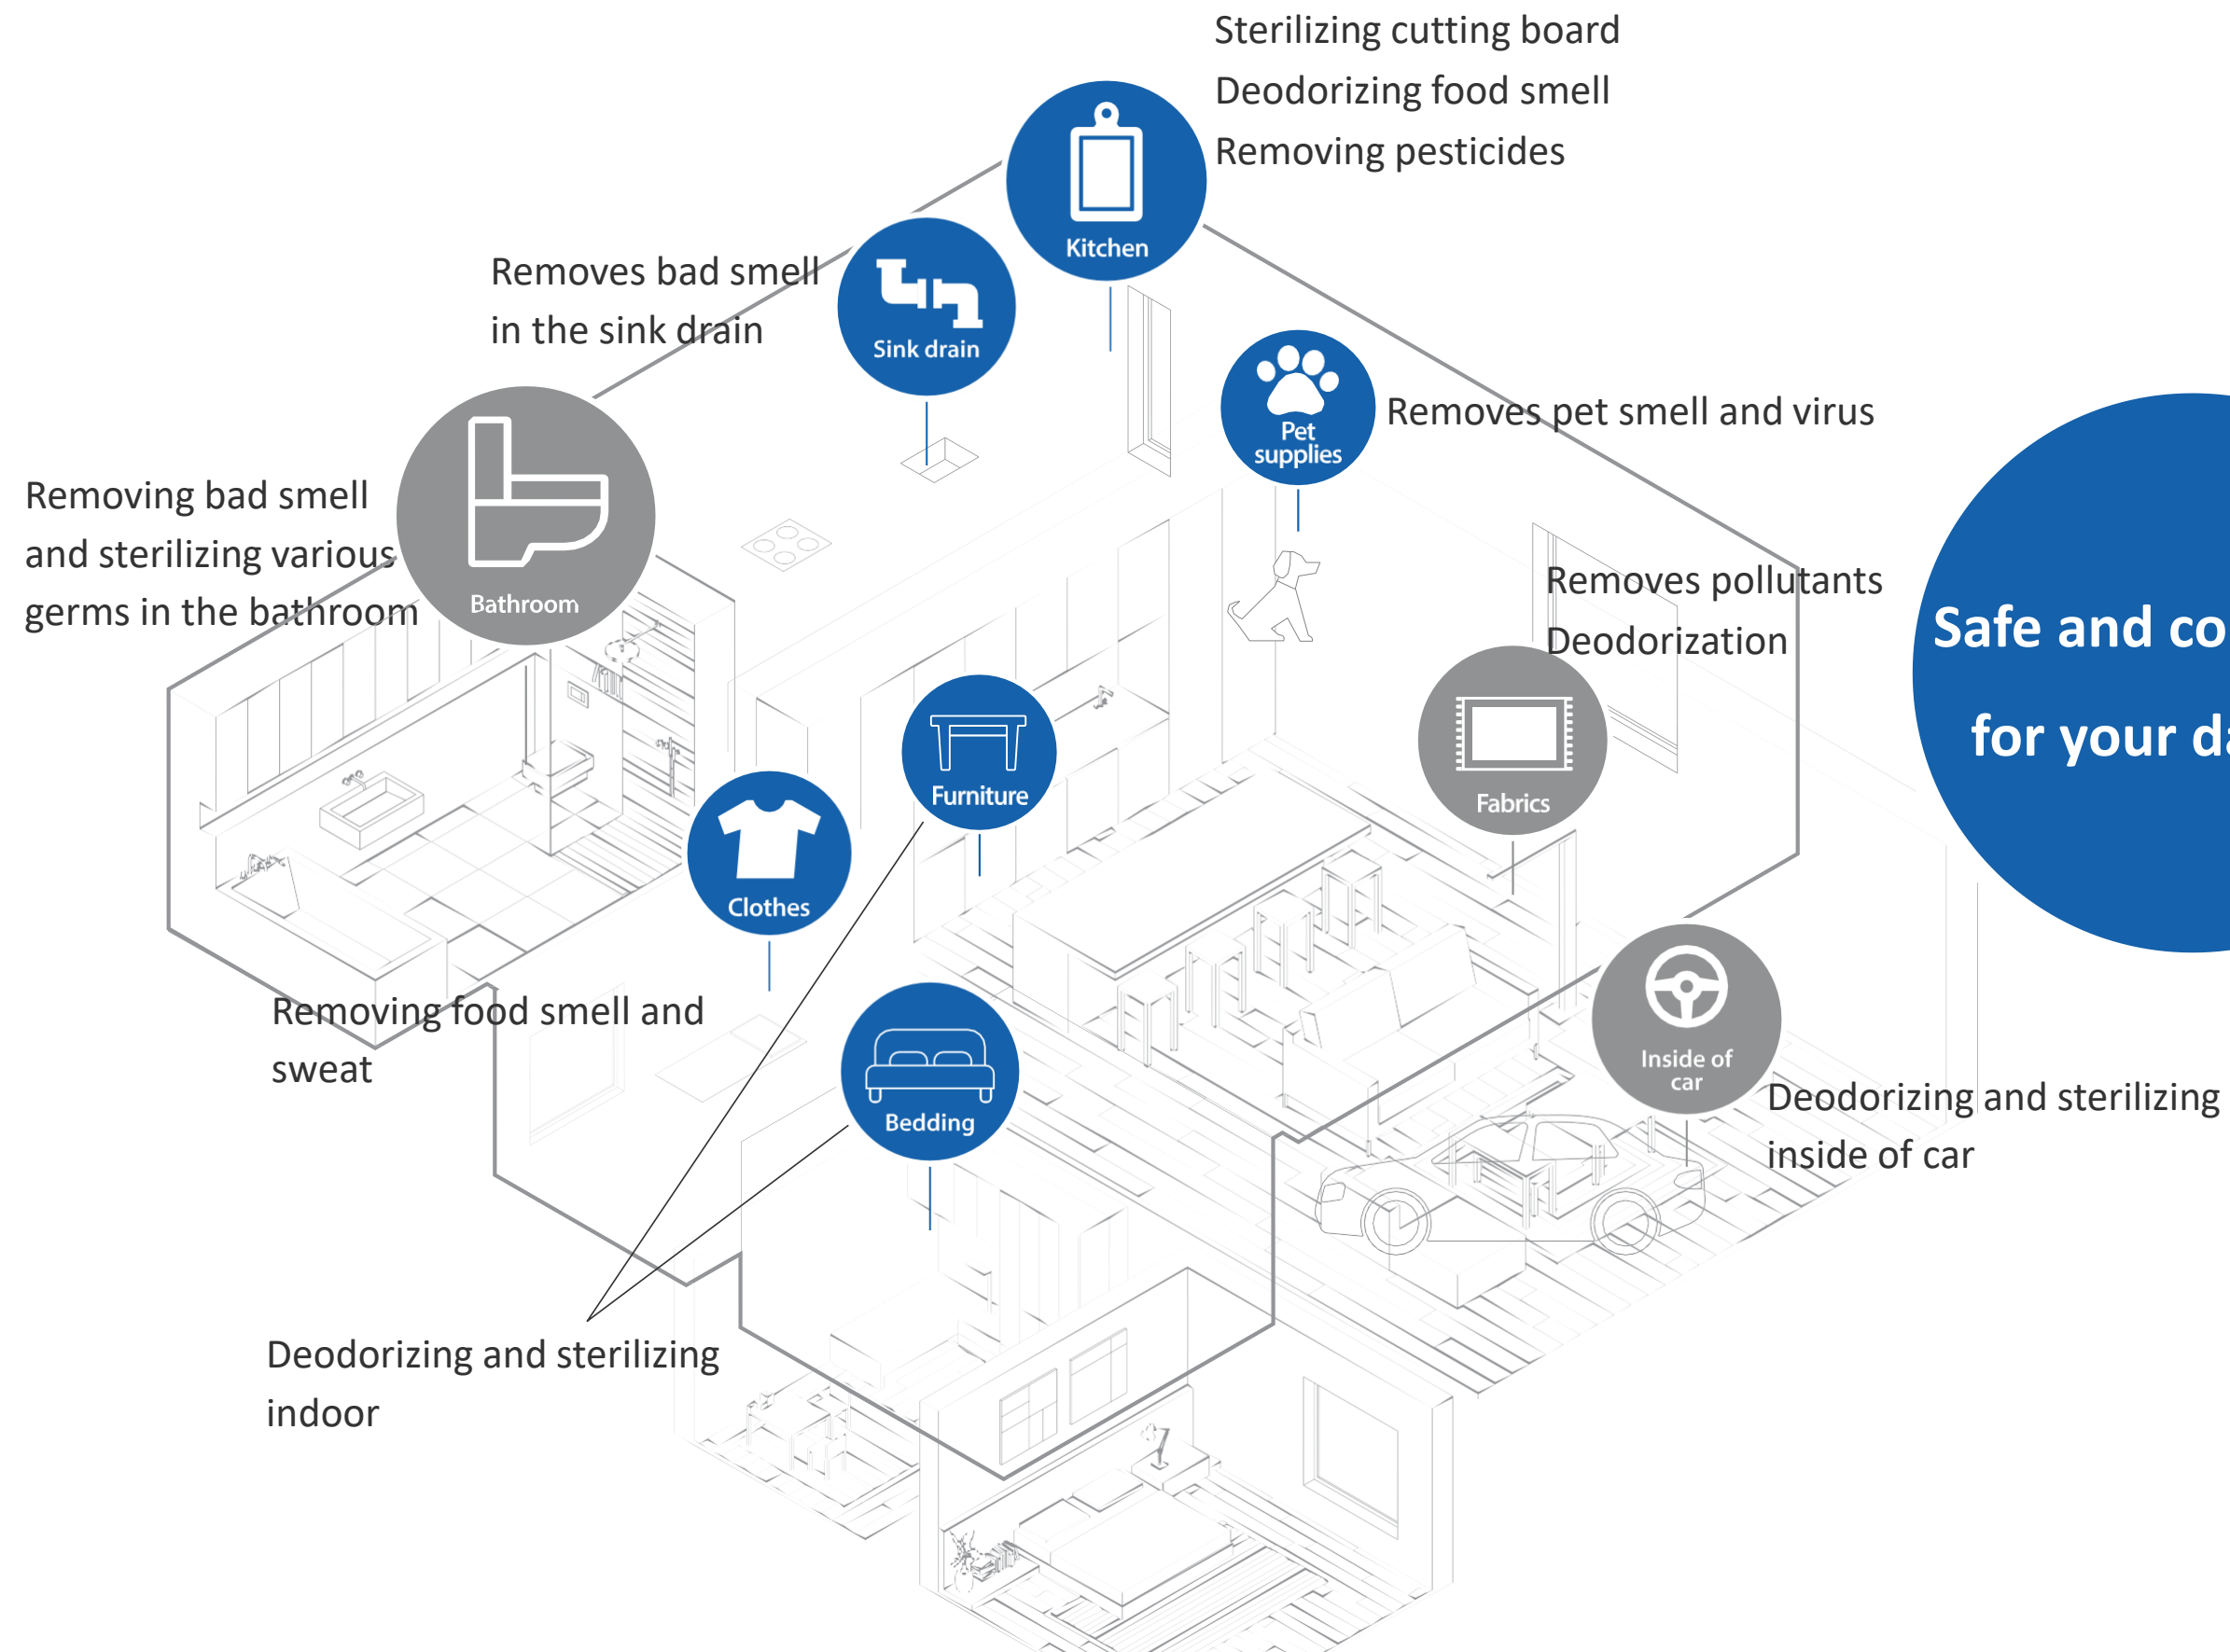 Sterilizing cutting board
Deodorizing food smell
Removing pesticides
Kitchen
Removes bad smell
in the sink drain
Sink drain
Removes pet smell and virus
Pet
supplies
Removing bad smell
and sterilizing various
germs in the bathroom
Bathroom
Removes pollutants
Deodorization
Fabrics
Safe and
for your
Furniture
Clothes
Removing food smell and
sweat
Bedding
Inside of
car
Deodorizing and sterilizing
inside of car
Deodorizing and sterilizing
indoor